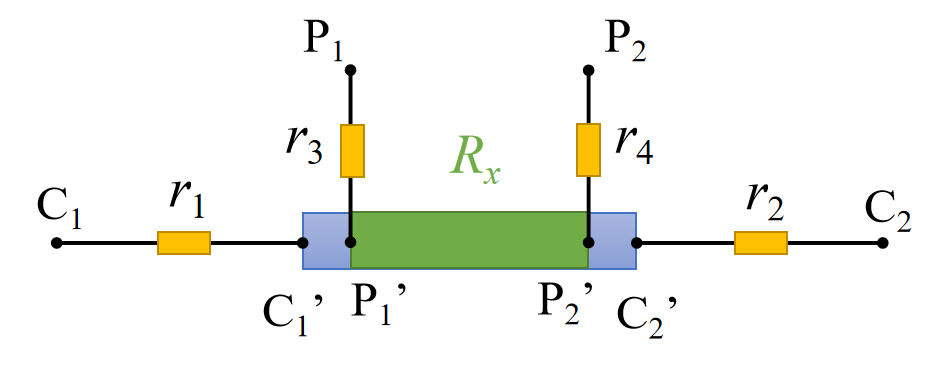 P₁ P₂
r₃ Rₓ r₄
C₁ r₁ r₂ C₂
C₁’ P₁’ P₂’ C₂’